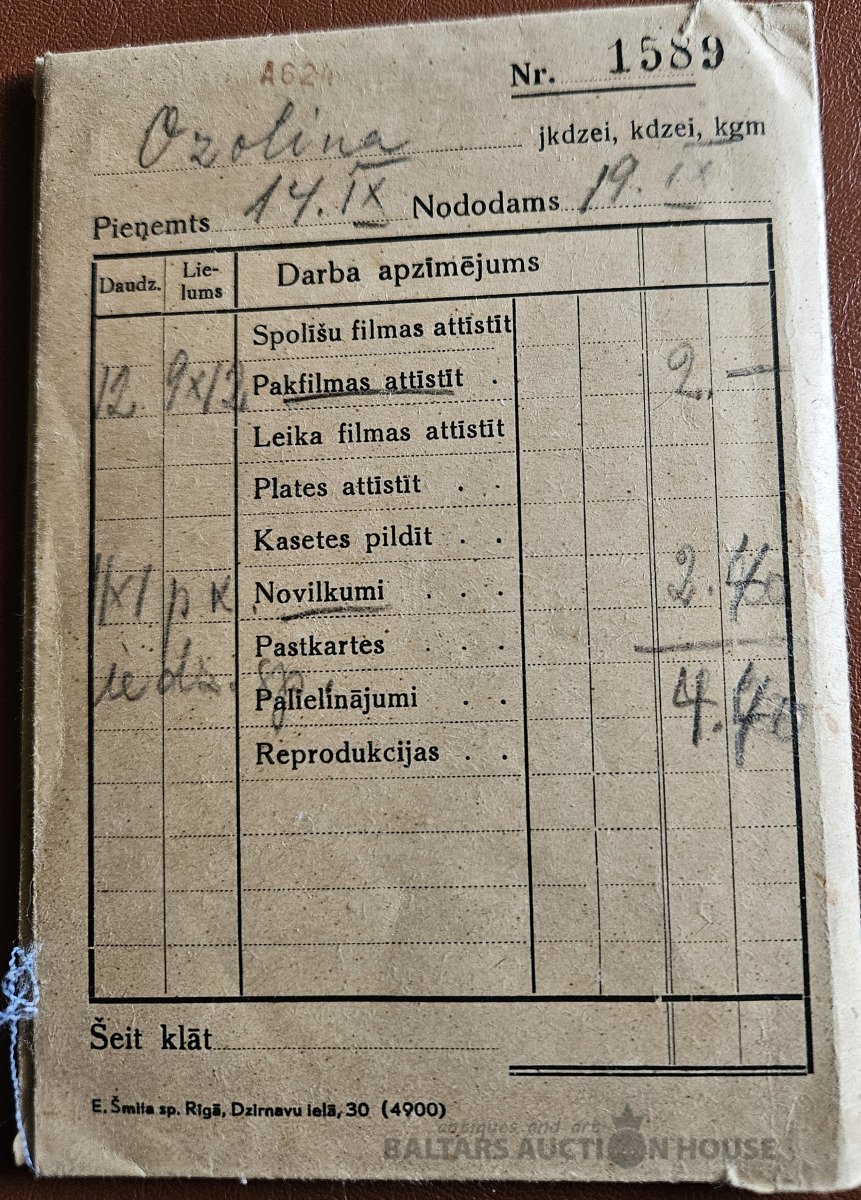 A624
Nr. 1589
Ozoliņa jkdzei, kdzei, kgm
Pieņemts 14. IX Nododams 19. IX
Daudz. Lie-lums Darba apzīmējums
Spolīšu filmas attīstīt
12 9x12 Pakfilmas attīstīt . 2. —
Leika filmas attīstīt
Plates attīstīt . .
Kasetes pildīt . .
Novilkumi . . . 2. 40
Pastkartes . . .
Palielinājumi . . 4. 40
Reprodukcijas . .
Šeit klāt
E. Šmita sp. Rīgā, Dzirnavu ielā, 30 (4900)
antiques and art
BALTARS AUCTION HOUSE